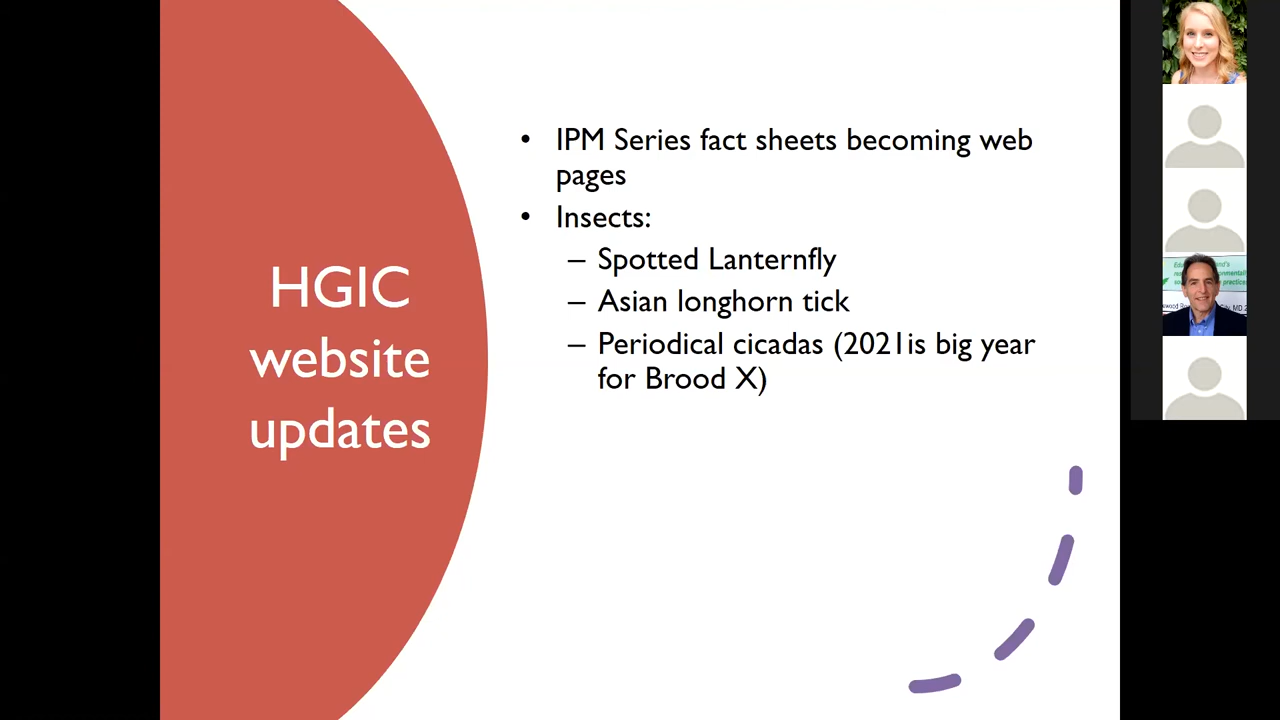 HGIC
website
updates
• IPM Series fact sheets becoming web
pages
• Insects:
– Spotted Lanternfly
– Asian longhorn tick
– Periodical cicadas (2021is big year
for Brood X)